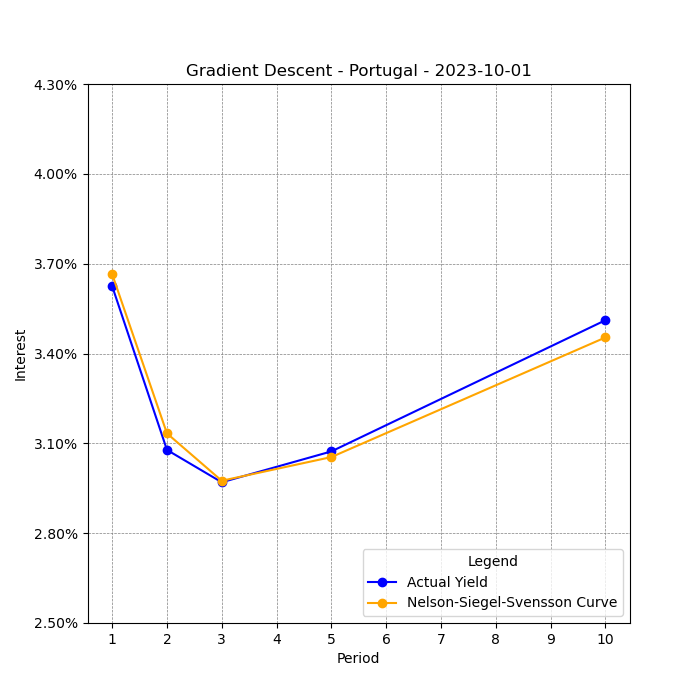 Gradient Descent - Portugal - 2023-10-01
4.30%
4.00%
3.70%
3.40%
3.10%
2.80%
2.50%
Interest
1 2 3 4 5 6 7 8 9 10
Period
Legend
Actual Yield
Nelson-Siegel-Svensson Curve